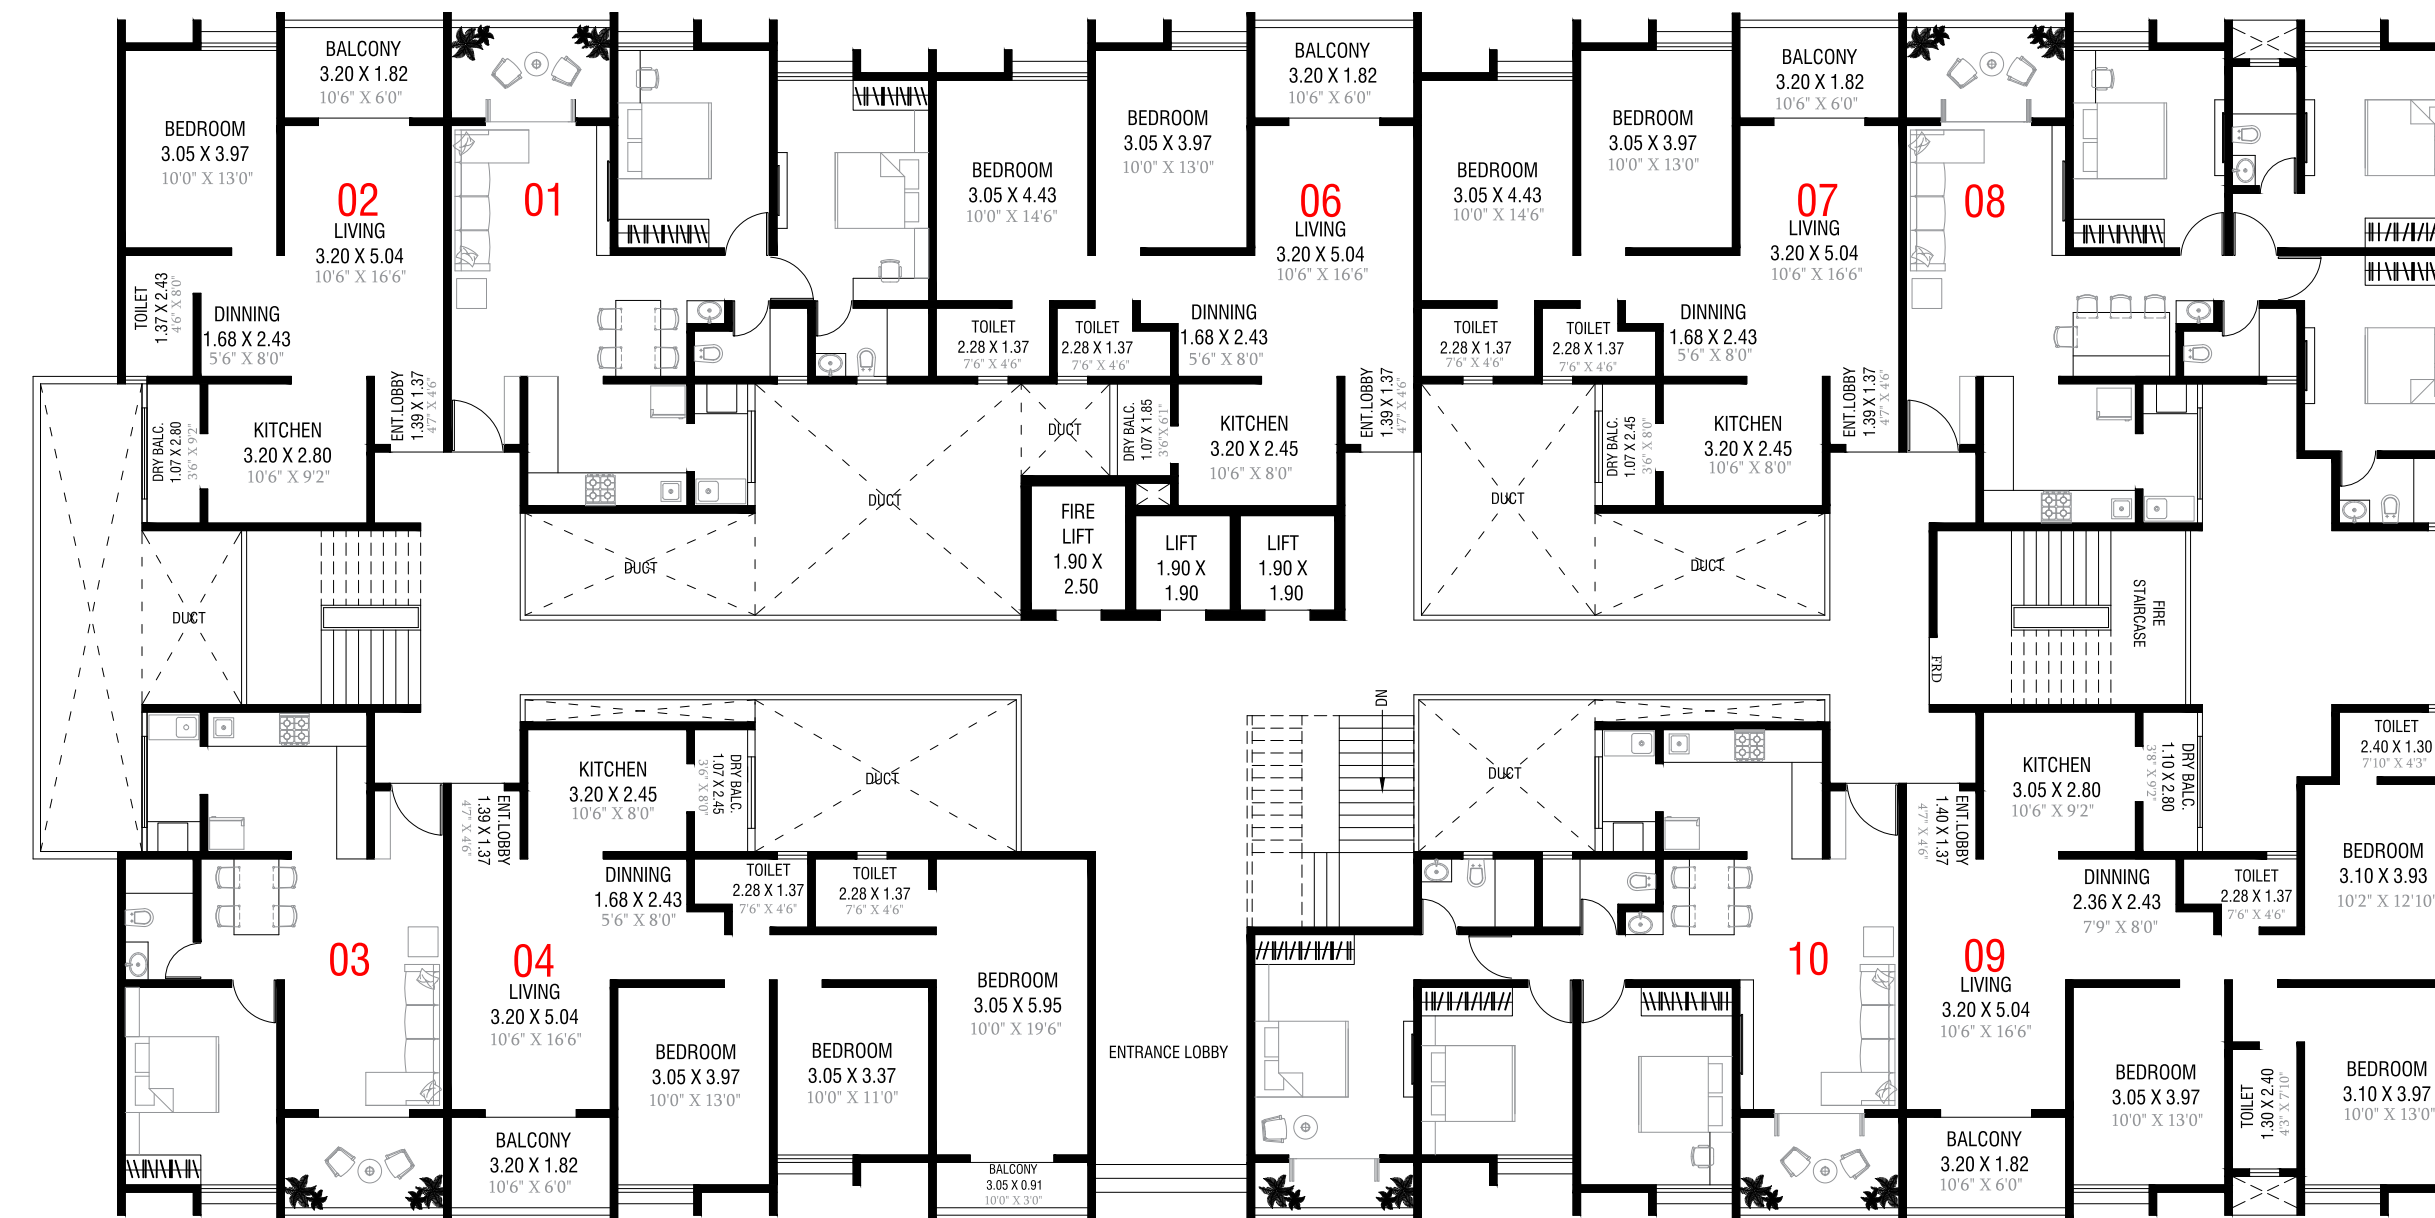 BALCONY
3.20 X 1.82
10'6" X 6'0"
BEDROOM
3.05 X 3.97
10'0" X 13'0"
02
LIVING
3.20 X 5.04
10'6" X 16'6"
TOILET
1.37 X 2.43
4'6" X 8'0"
DINNING
1.68 X 2.43
5'6" X 8'0"
ENT.LOBBY
1.39 X 1.37
4'7" X 4'6"
DRY BALC.
1.07 X 2.80
3'6" X 9'2"
KITCHEN
3.20 X 2.80
10'6" X 9'2"
DUCT
01
DUCT
DUCT
BEDROOM
3.05 X 4.43
10'0" X 14'6"
BEDROOM
3.05 X 3.97
10'0" X 13'0"
BALCONY
3.20 X 1.82
10'6" X 6'0"
06
LIVING
3.20 X 5.04
10'6" X 16'6"
TOILET
2.28 X 1.37
7'6" X 4'6"
TOILET
2.28 X 1.37
7'6" X 4'6"
DINNING
1.68 X 2.43
5'6" X 8'0"
DUCT
DRY BALC.
1.07 X 1.85
3'6"X 6'1"
KITCHEN
3.20 X 2.45
10'6" X 8'0"
ENT.LOBBY
1.39 X 1.37
4'7" X 4'6"
FIRE
LIFT
1.90 X
2.50
LIFT
1.90 X
1.90
LIFT
1.90 X
1.90
BEDROOM
3.05 X 4.43
10'0" X 14'6"
BEDROOM
3.05 X 3.97
10'0" X 13'0"
BALCONY
3.20 X 1.82
10'6" X 6'0"
07
LIVING
3.20 X 5.04
10'6" X 16'6"
TOILET
2.28 X 1.37
7'6" X 4'6"
TOILET
2.28 X 1.37
7'6" X 4'6"
DINNING
1.68 X 2.43
5'6" X 8'0"
DUCT
DRY BALC.
1.07 X 2.45
3'6" X 8'0"
KITCHEN
3.20 X 2.45
10'6" X 8'0"
ENT.LOBBY
1.39 X 1.37
4'7" X 4'6"
DUCT
08
FIRE
STAIRCASE
FRD
03
KITCHEN
3.20 X 2.45
10'6" X 8'0"
DRY BALC.
1.07 X 2.45
3'6" X 8'0"
DUCT
ENT.LOBBY
1.39 X 1.37
4'7" X 4'6"
DINNING
1.68 X 2.43
5'6" X 8'0"
TOILET
2.28 X 1.37
7'6" X 4'6"
TOILET
2.28 X 1.37
7'6" X 4'6"
04
LIVING
3.20 X 5.04
10'6" X 16'6"
BEDROOM
3.05 X 3.97
10'0" X 13'0"
BEDROOM
3.05 X 3.37
10'0" X 11'0"
BEDROOM
3.05 X 5.95
10'0" X 19'6"
BALCONY
3.20 X 1.82
10'6" X 6'0"
BALCONY
3.05 X 0.91
10'0" X 3'0"
ENTRANCE LOBBY
DN
DUCT
10
KITCHEN
3.05 X 2.80
10'6" X 9'2"
DRY BALC.
1.10 X 2.80
3'8" X 9'2"
ENT.LOBBY
1.40 X 1.37
4'7" X 4'6"
DINNING
2.36 X 2.43
7'9" X 8'0"
TOILET
2.28 X 1.37
7'6" X 4'6"
TOILET
2.40 X 1.30
7'10" X 4'3"
BEDROOM
3.10 X 3.93
10'2" X 12'10"
09
LIVING
3.20 X 5.04
10'6" X 16'6"
BEDROOM
3.05 X 3.97
10'0" X 13'0"
TOILET
1.30 X 2.40
4'3" X 7'10"
BEDROOM
3.10 X 3.97
10'0" X 13'0"
BALCONY
3.20 X 1.82
10'6" X 6'0"